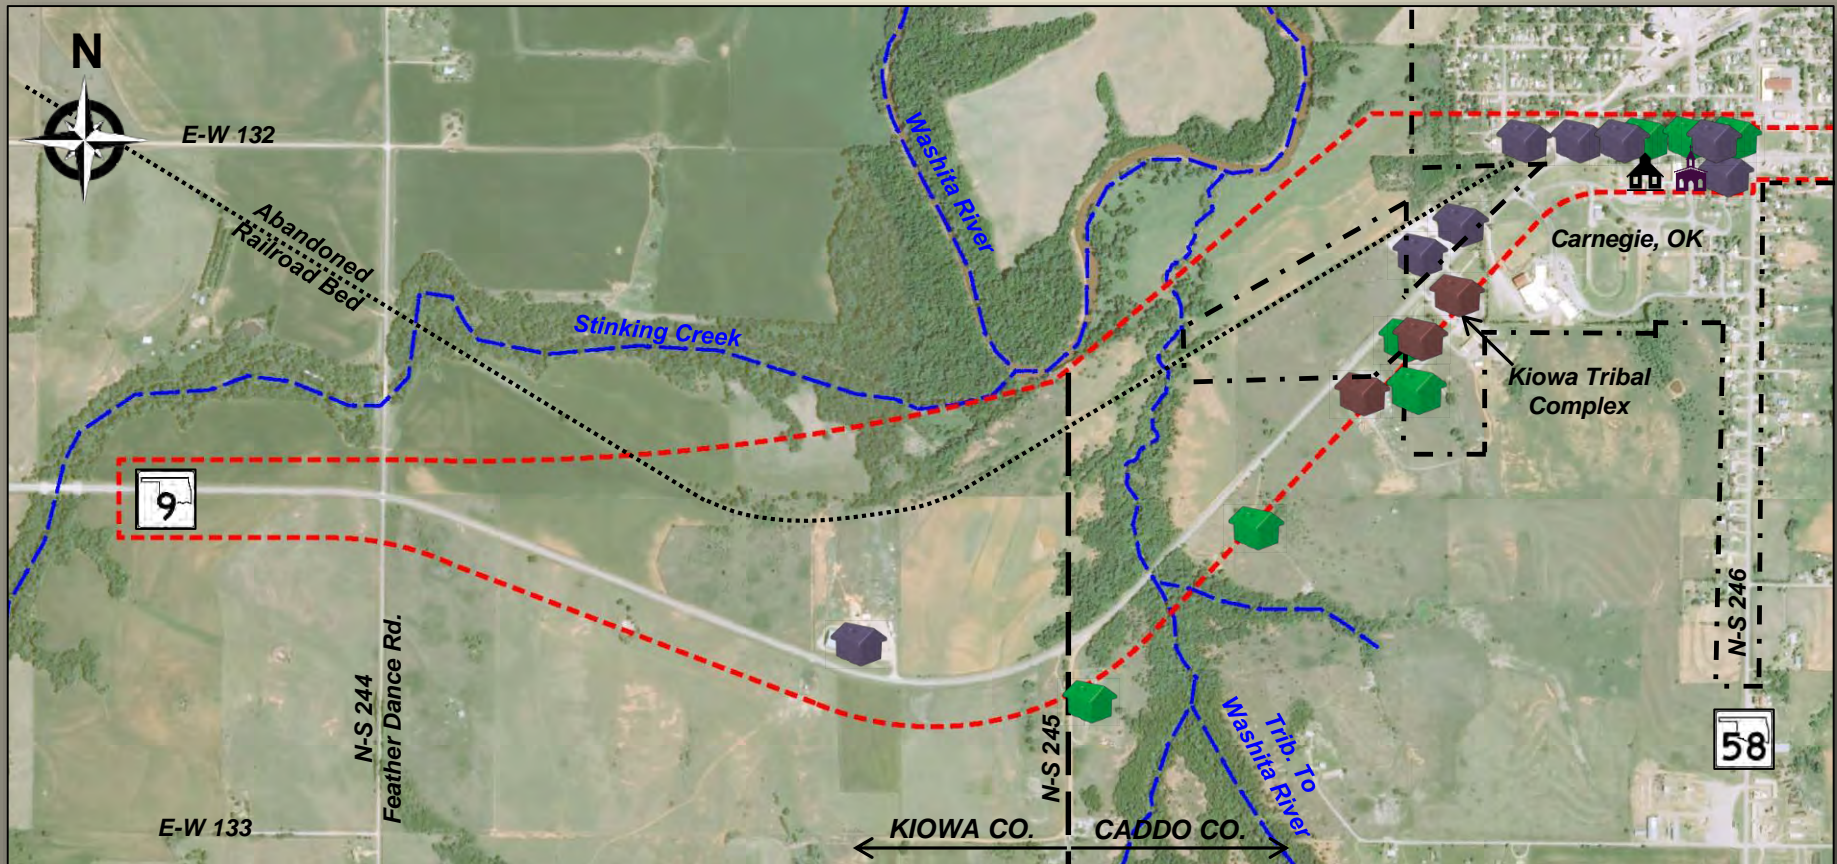 N
E-W 132
Abandoned
Railroad Bed
Washita River
Stinking Creek
Carnegie, OK
Kiowa Tribal
Complex
9
N-S 244
Feather Dance Rd.
N-S 245
N-S 246
Trib. To
Washita River
58
E-W 133
KIOWA CO.
CADDO CO.